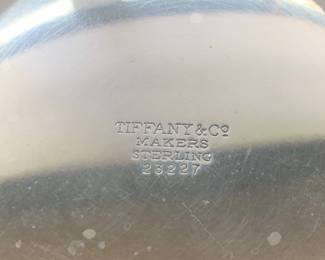 TIFFANY & Cº
MAKERS
STERLING
23227